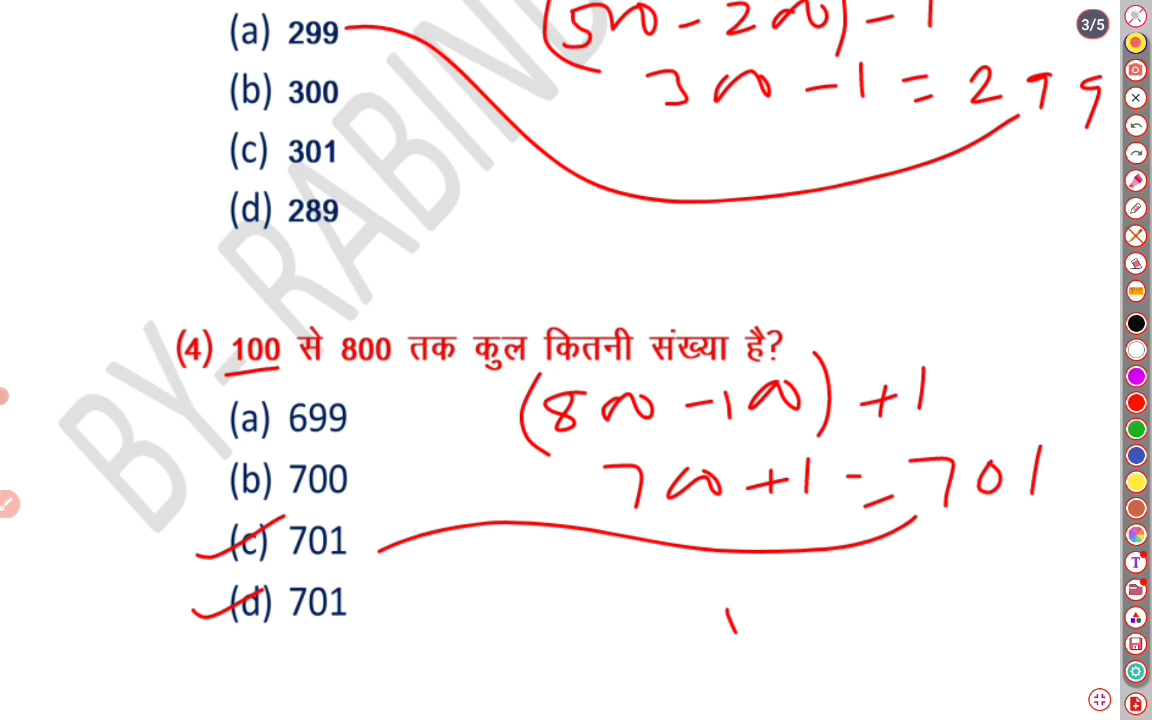 3/5
(500 - 200) - 1
(a) 299
300 - 1 = 299
(b) 300
(c) 301
(d) 289
BY- RABIN
(4) 100 से 800 तक कुल कितनी संख्या है?
(800 - 100) + 1
(a) 699
700 + 1 = 701
(b) 700
(c) 701
(d) 701
T